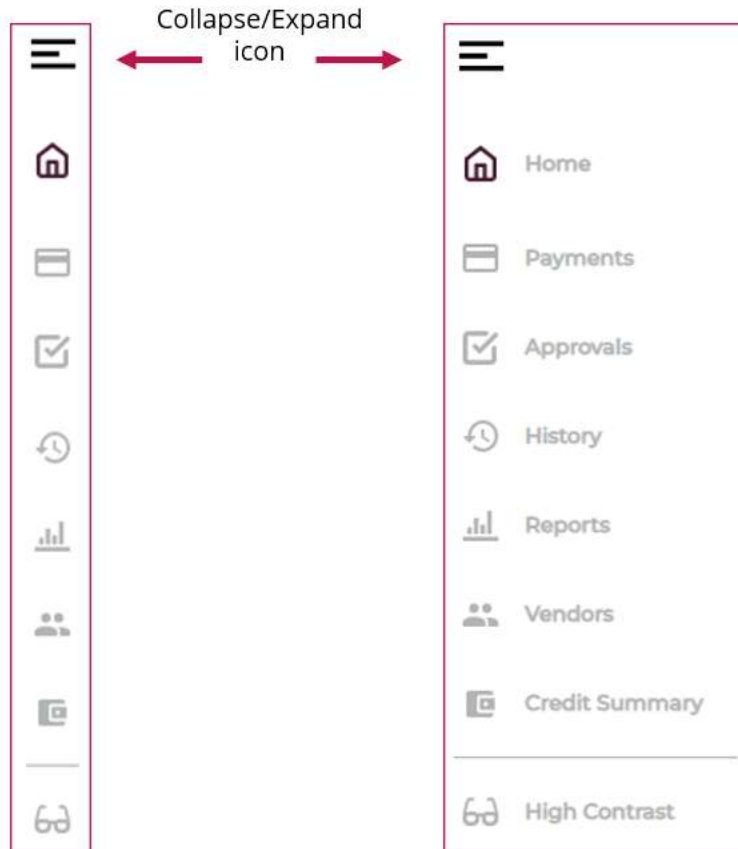 Collapse/Expand
icon
Home
Payments
Approvals
History
Reports
Vendors
Credit Summary
High Contrast